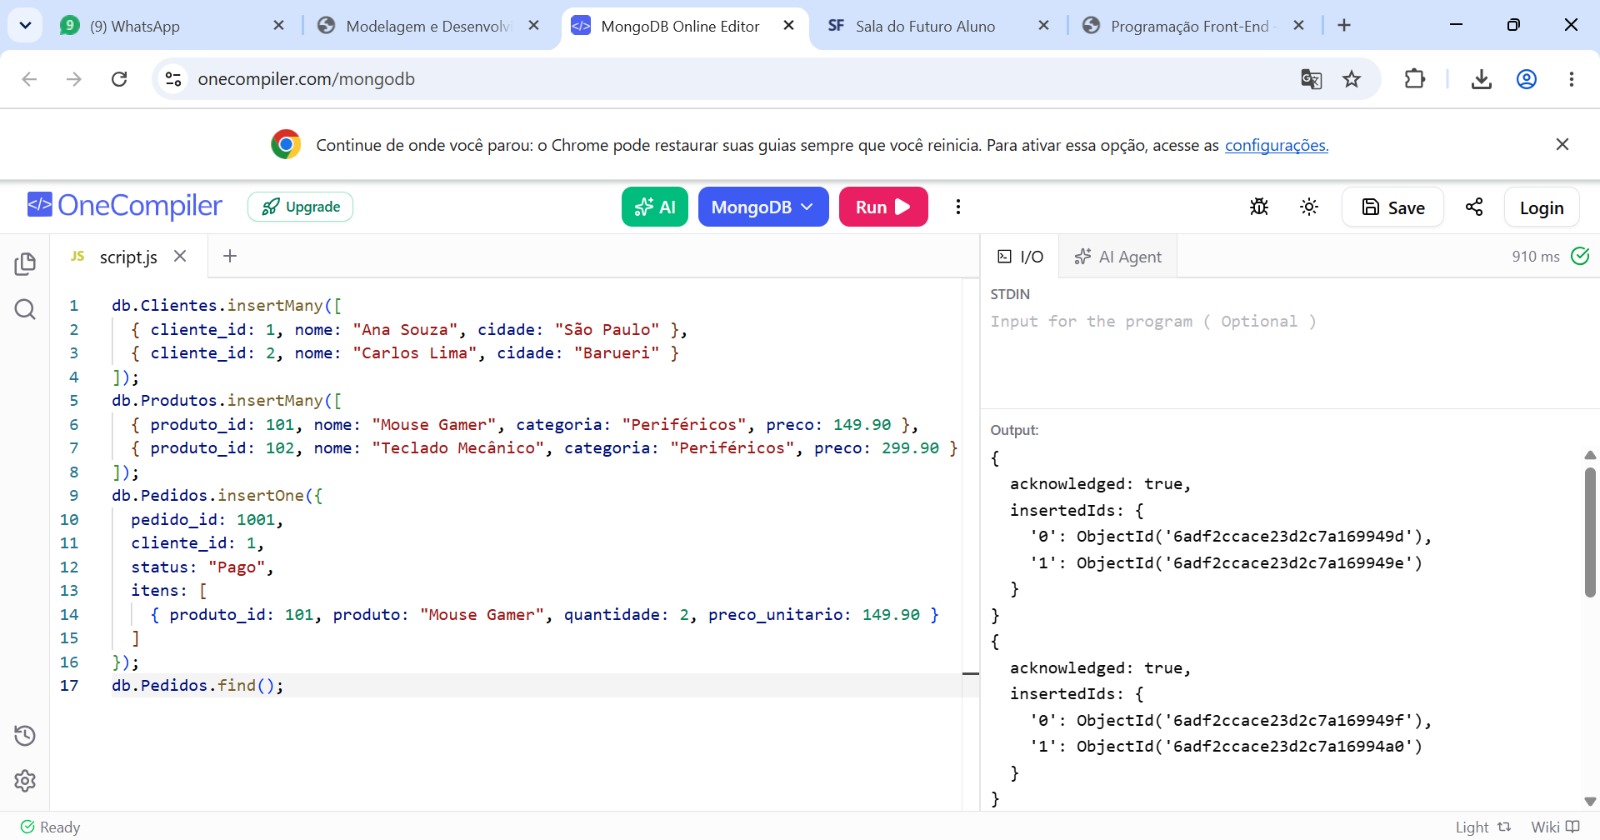 9 (9) WhatsApp
Modelagem e Desenvolvi
MongoDB Online Editor
SF Sala do Futuro Aluno
Programação Front-End -
onecompiler.com/mongodb
Continue de onde você parou: o Chrome pode restaurar suas guias sempre que você reinicia. Para ativar essa opção, acesse as configurações.
</> OneCompiler
Upgrade
AI
MongoDB
Run
Save
Login
JS script.js
I/O
AI Agent
910 ms
1 db.Clientes.insertMany([
2 { cliente_id: 1, nome: "Ana Souza", cidade: "São Paulo" },
3 { cliente_id: 2, nome: "Carlos Lima", cidade: "Barueri" }
4 ]);
5 db.Produtos.insertMany([
6 { produto_id: 101, nome: "Mouse Gamer", categoria: "Periféricos", preco: 149.90 },
7 { produto_id: 102, nome: "Teclado Mecânico", categoria: "Periféricos", preco: 299.90 }
8 ]);
9 db.Pedidos.insertOne({
10 pedido_id: 1001,
11 cliente_id: 1,
12 status: "Pago",
13 itens: [
14 { produto_id: 101, produto: "Mouse Gamer", quantidade: 2, preco_unitario: 149.90 }
15 ]
16 });
17 db.Pedidos.find();
STDIN
Input for the program ( Optional )
Output:
{
acknowledged: true,
insertedIds: {
'0': ObjectId('6adf2ccace23d2c7a169949d'),
'1': ObjectId('6adf2ccace23d2c7a169949e')
}
}
{
acknowledged: true,
insertedIds: {
'0': ObjectId('6adf2ccace23d2c7a169949f'),
'1': ObjectId('6adf2ccace23d2c7a16994a0')
}
}
Ready
Light
Wiki